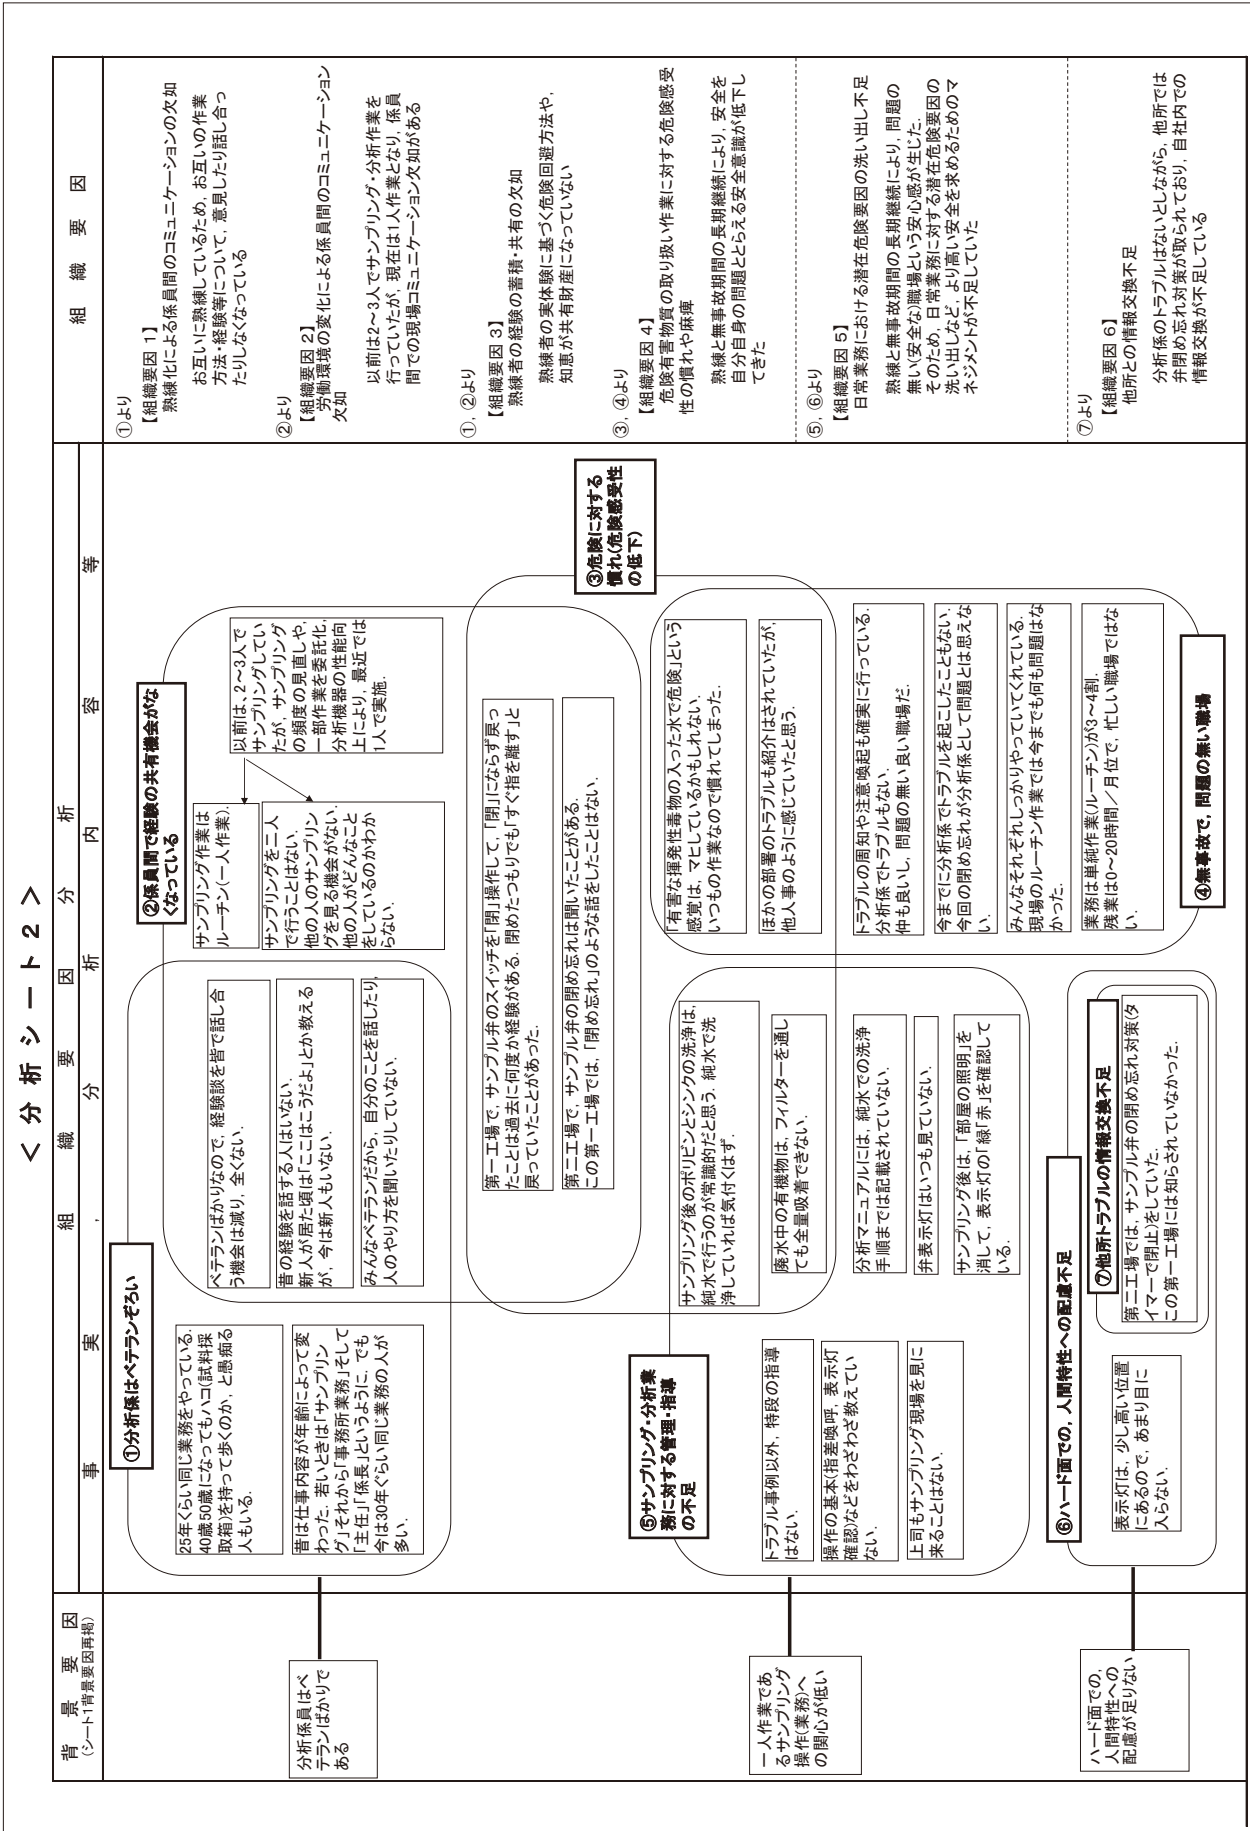 ＜ 分 析 シ ー ト 2 ＞
背 景 要 因
(シート1背景要因再掲)
組 織 要 因 分 析
事 実 ， 分 析 内 容 等
組 織 要 因
分析係員はベ
テランばかりで
ある
一人作業であ
るサンプリング
操作(業務)へ
の関心が低い
ハード面での，
人間特性への
配慮が足りない
①分析係はベテランぞろい
25年くらい同じ業務をやっている．
40歳50歳になってもハコ(試料採
取箱)を持って歩くのか，と愚痴る
人もいる．
昔は仕事内容が年齢によって変
わった．若いときは「サンプリン
グ」それから「事務所業務」そして
「主任」「係長」というように．でも
今は30年ぐらい同じ業務の人が
多い．
ベテランばかりなので，経験談を皆で話し合
う機会は減り，全くない．
昔の経験を話する人はいない．
新人が居た頃は「ここはこうだよ」とか教える
が，今は新人もいない．
みんなベテランだから，自分のことを話したり，
人のやり方を聞いたりしていない．
②係員間で経験の共有機会がな
くなっている
サンプリング作業は
ルーチン(一人作業)．
サンプリングを二人
で行うことはない．
他の人のサンプリン
グを見る機会がない．
他の人がどんなこと
をしているのかわか
らない．
以前は，2～3人で
サンプリングしてい
たが，サンプリング
の頻度の見直しや，
一部作業を委託化，
分析機器の性能向
上により，最近では
1人で実施．
第一工場で，サンプル弁のスイッチを「閉」操作して，「閉」にならず戻っ
たことは過去に何度か経験がある．閉めたつもりでも「すぐ指を離す」と
戻っていたことがあった．
第二工場で，サンプル弁の閉め忘れは聞いたことがある．
この第一工場では，「閉め忘れ」のような話をしたことはない．
③危険に対する
慣れ(危険感受性
の低下)
「有害な揮発性毒物の入った水で危険」という
感覚は，マヒしているかもしれない．
いつもの作業なので慣れてしまった．
ほかの部署のトラブルも紹介はされていたが，
他人事のように感じていたと思う．
トラブルの周知や注意喚起も確実に行っている．
分析係でトラブルもない．
仲も良いし，問題の無い良い職場だ．
今までに分析係でトラブルを起こしたこともない．
今回の閉め忘れが分析係として問題とは思えな
い．
みんなそれぞれしっかりやっていてくれている．
現場のルーチン作業では今までも何も問題はな
かった．
業務は単純作業(ルーチン)が3～4割．
残業は0～20時間／月位で，忙しい職場ではな
い．
④無事故で，問題の無い職場
⑤サンプリング・分析業
務に対する管理・指導
の不足
トラブル事例以外，特段の指導
はない．
操作の基本(指差喚呼，表示灯
確認)などをわざわざ教えてい
ない．
上司もサンプリング現場を見に
来ることはない．
サンプリング後のポリビンとシンクの洗浄は，
純水で行うのが常識的だと思う．純水で洗
浄していれば気付くはず．
廃水中の有機物は，フィルターを通し
ても全量吸着できない．
分析マニュアルには，純水での洗浄
手順までは記載されていない．
弁表示灯はいつも見ていない．
サンプリング後は，「部屋の照明」を
消して，表示灯の「緑」「赤」を確認して
いる．
⑥ハード面での，人間特性への配慮不足
表示灯は，少し高い位置
にあるので，あまり目に
入らない．
⑦他所トラブルの情報交換不足
第二工場では，サンプル弁の閉め忘れ対策(タ
イマーで閉止)をしていた．
この第一工場には知らされていなかった．
①より
【組織要因 1】
熟練化による係員間のコミュニケーションの欠如
お互いに熟練しているため，お互いの作業
方法・経験等について，意見したり話し合っ
たりしなくなっている
②より
【組織要因 2】
労働環境の変化による係員間のコミュニケーション
欠如
以前は2～3人でサンプリング・分析作業を
行っていたが，現在は1人作業となり，係員
間での現場コミュニケーション欠如がある
①，②より
【組織要因 3】
熟練者の経験の蓄積・共有の欠如
熟練者の実体験に基づく危険回避方法や，
知恵が共有財産になっていない
③，④より
【組織要因 4】
危険有害物質の取り扱い作業に対する危険感受
性の慣れや麻痺
熟練と無事故期間の長期継続により，安全を
自分自身の問題ととらえる安全意識が低下し
てきた
⑤，⑥より
【組織要因 5】
日常業務における潜在危険要因の洗い出し不足
熟練と無事故期間の長期継続により，問題の
無い(安全な)職場という安心感が生じた．
そのため，日常業務に対する潜在危険要因の
洗い出しなど，より高い安全を求めるためのマ
ネジメントが不足していた
⑦より
【組織要因 6】
他所との情報交換不足
分析係のトラブルはないとしながら，他所では
弁閉め忘れ対策が取られており，自社内での
情報交換が不足している